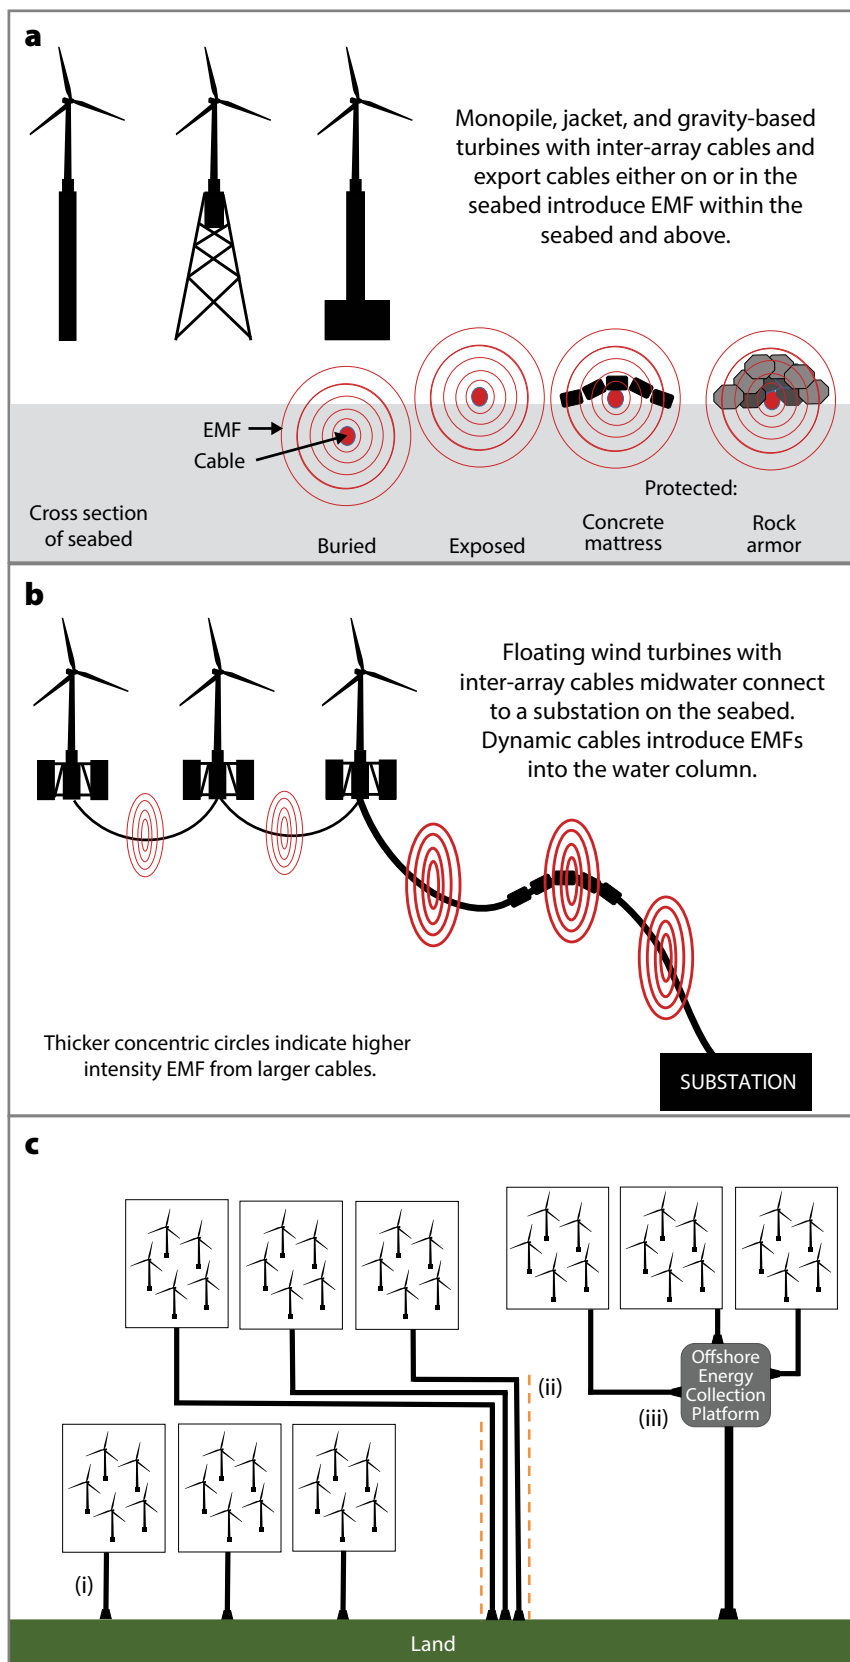 a
Monopile, jacket, and gravity-based
turbines with inter-array cables and
export cables either on or in the
seabed introduce EMF within the
seabed and above.
EMF
Cable
Cross section
of seabed
Buried
Exposed
Protected:
Concrete
mattress
Rock
armor
b
Floating wind turbines with
inter-array cables midwater connect
to a substation on the seabed.
Dynamic cables introduce EMFs
into the water column.
Thicker concentric circles indicate higher
intensity EMF from larger cables.
SUBSTATION
c
Offshore
Energy
Collection
Platform
(ii)
(iii)
(i)
Land